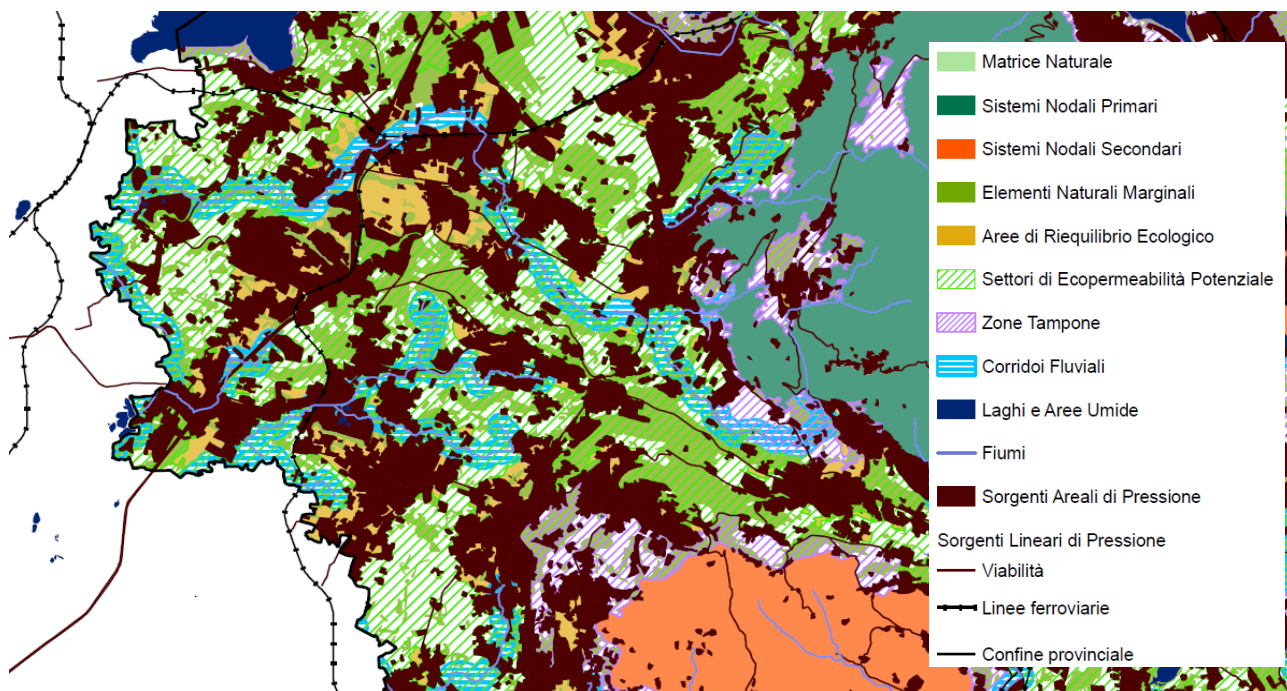 Matrice Naturale
Sistemi Nodali Primari
Sistemi Nodali Secondari
Elementi Naturali Marginali
Aree di Riequilibrio Ecologico
Settori di Ecopermeabilità Potenziale
Zone Tampone
Corridoi Fluviali
Laghi e Aree Umide
Fiumi
Sorgenti Areali di Pressione
Sorgenti Lineari di Pressione
Viabilità
Linee ferroviarie
Confine provinciale